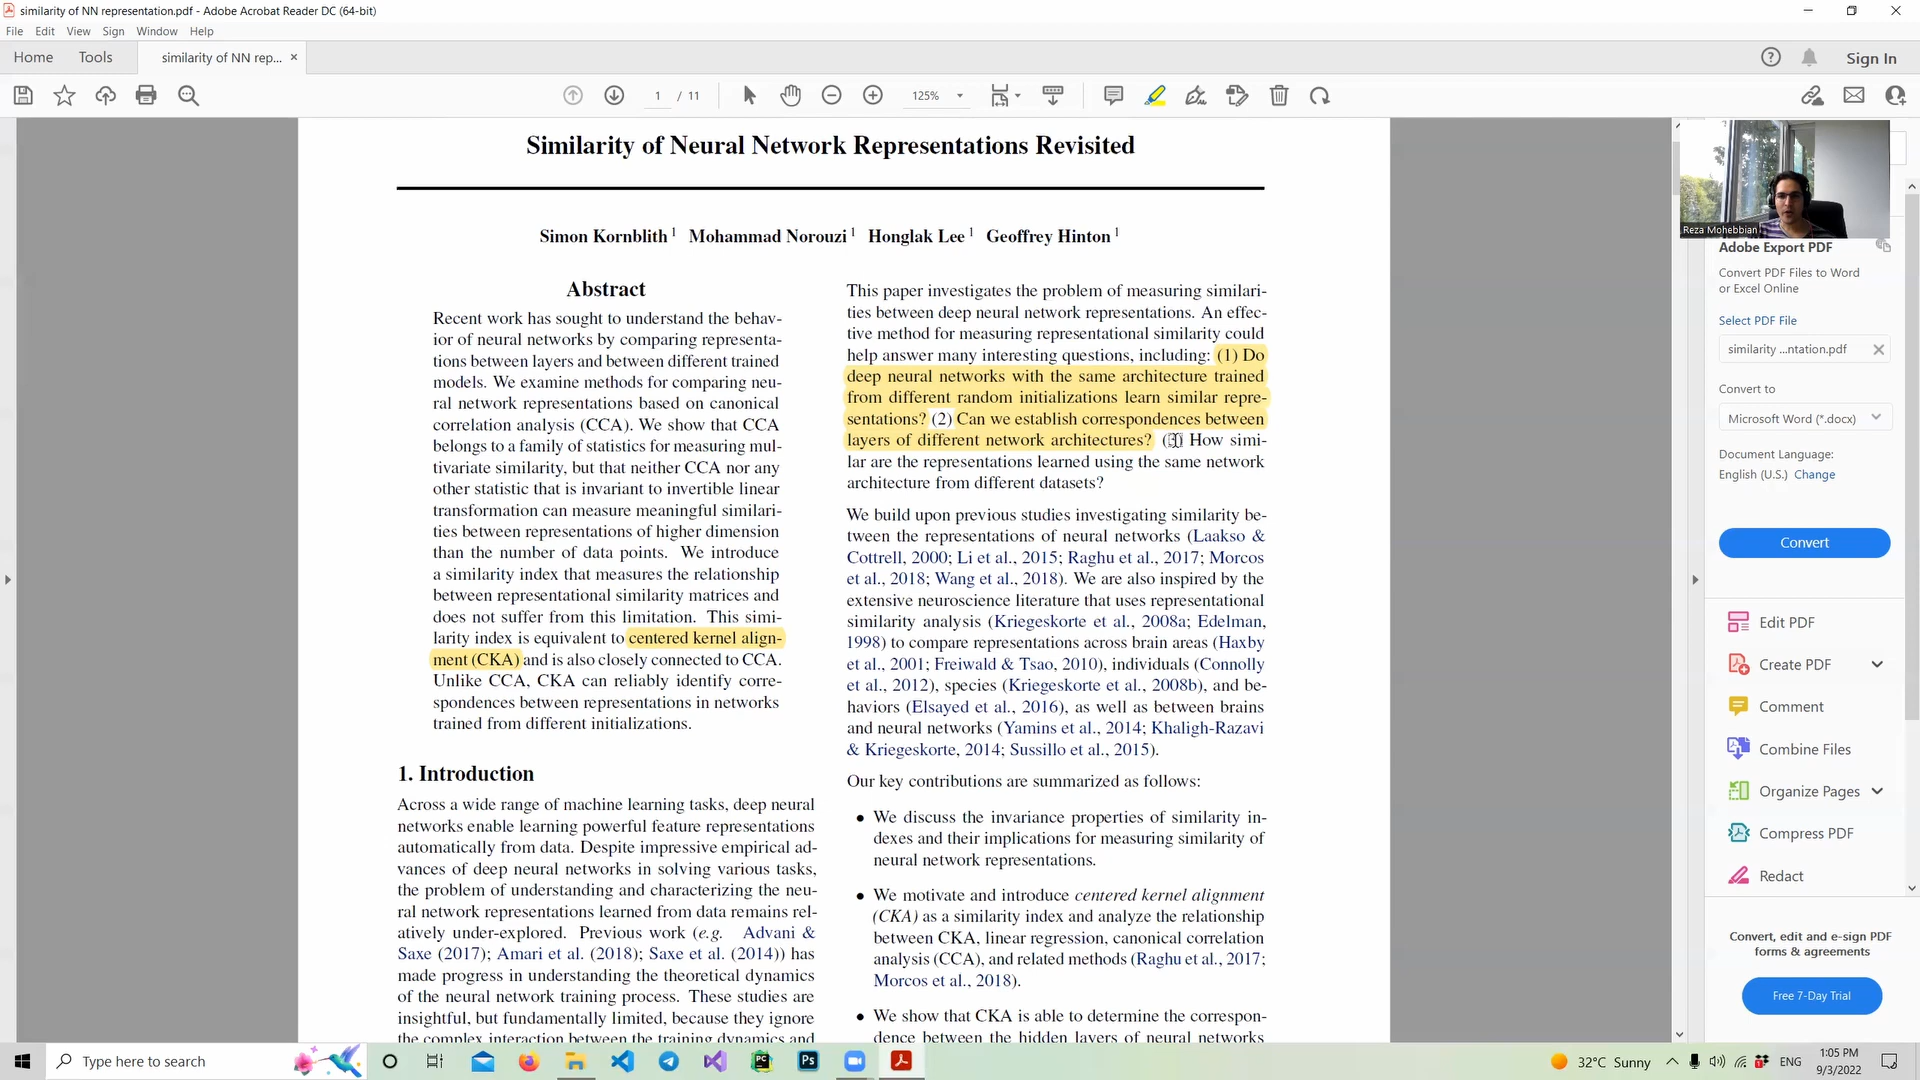 similarity of NN representation.pdf - Adobe Acrobat Reader DC (64-bit)
File Edit View Sign Window Help
Home Tools similarity of NN rep... × Sign In
1 / 11 125%
Similarity of Neural Network Representations Revisited
Simon Kornblith 1 Mohammad Norouzi 1 Honglak Lee 1 Geoffrey Hinton 1
Abstract
Recent work has sought to understand the behav-
ior of neural networks by comparing representa-
tions between layers and between different trained
models. We examine methods for comparing neu-
ral network representations based on canonical
correlation analysis (CCA). We show that CCA
belongs to a family of statistics for measuring mul-
tivariate similarity, but that neither CCA nor any
other statistic that is invariant to invertible linear
transformation can measure meaningful similari-
ties between representations of higher dimension
than the number of data points. We introduce
a similarity index that measures the relationship
between representational similarity matrices and
does not suffer from this limitation. This simi-
larity index is equivalent to centered kernel align-
ment (CKA) and is also closely connected to CCA.
Unlike CCA, CKA can reliably identify corre-
spondences between representations in networks
trained from different initializations.
1. Introduction
Across a wide range of machine learning tasks, deep neural
networks enable learning powerful feature representations
automatically from data. Despite impressive empirical ad-
vances of deep neural networks in solving various tasks,
the problem of understanding and characterizing the neu-
ral network representations learned from data remains rel-
atively under-explored. Previous work (e.g. Advani &
Saxe (2017); Amari et al. (2018); Saxe et al. (2014)) has
made progress in understanding the theoretical dynamics
of the neural network training process. These studies are
insightful, but fundamentally limited, because they ignore
the complex interaction between the training dynamics and
This paper investigates the problem of measuring similari-
ties between deep neural network representations. An effec-
tive method for measuring representational similarity could
help answer many interesting questions, including: (1) Do
deep neural networks with the same architecture trained
from different random initializations learn similar repre-
sentations? (2) Can we establish correspondences between
layers of different network architectures? (3) How simi-
lar are the representations learned using the same network
architecture from different datasets?
We build upon previous studies investigating similarity be-
tween the representations of neural networks (Laakso &
Cottrell, 2000; Li et al., 2015; Raghu et al., 2017; Morcos
et al., 2018; Wang et al., 2018). We are also inspired by the
extensive neuroscience literature that uses representational
similarity analysis (Kriegeskorte et al., 2008a; Edelman,
1998) to compare representations across brain areas (Haxby
et al., 2001; Freiwald & Tsao, 2010), individuals (Connolly
et al., 2012), species (Kriegeskorte et al., 2008b), and be-
haviors (Elsayed et al., 2016), as well as between brains
and neural networks (Yamins et al., 2014; Khaligh-Razavi
& Kriegeskorte, 2014; Sussillo et al., 2015).
Our key contributions are summarized as follows:
• We discuss the invariance properties of similarity in-
dexes and their implications for measuring similarity of
neural network representations.
• We motivate and introduce centered kernel alignment
(CKA) as a similarity index and analyze the relationship
between CKA, linear regression, canonical correlation
analysis (CCA), and related methods (Raghu et al., 2017;
Morcos et al., 2018).
• We show that CKA is able to determine the correspon-
dence between the hidden layers of neural networks
Reza Mohebbian
Adobe Export PDF
Convert PDF Files to Word
or Excel Online
Select PDF File
similarity ...ntation.pdf
Convert to
Microsoft Word (*.docx)
Document Language:
English (U.S.) Change
Convert
Edit PDF
Create PDF
Comment
Combine Files
Organize Pages
Compress PDF
Redact
Convert, edit and e-sign PDF
forms & agreements
Free 7-Day Trial
Type here to search
32°C Sunny
ENG
1:05 PM
9/3/2022